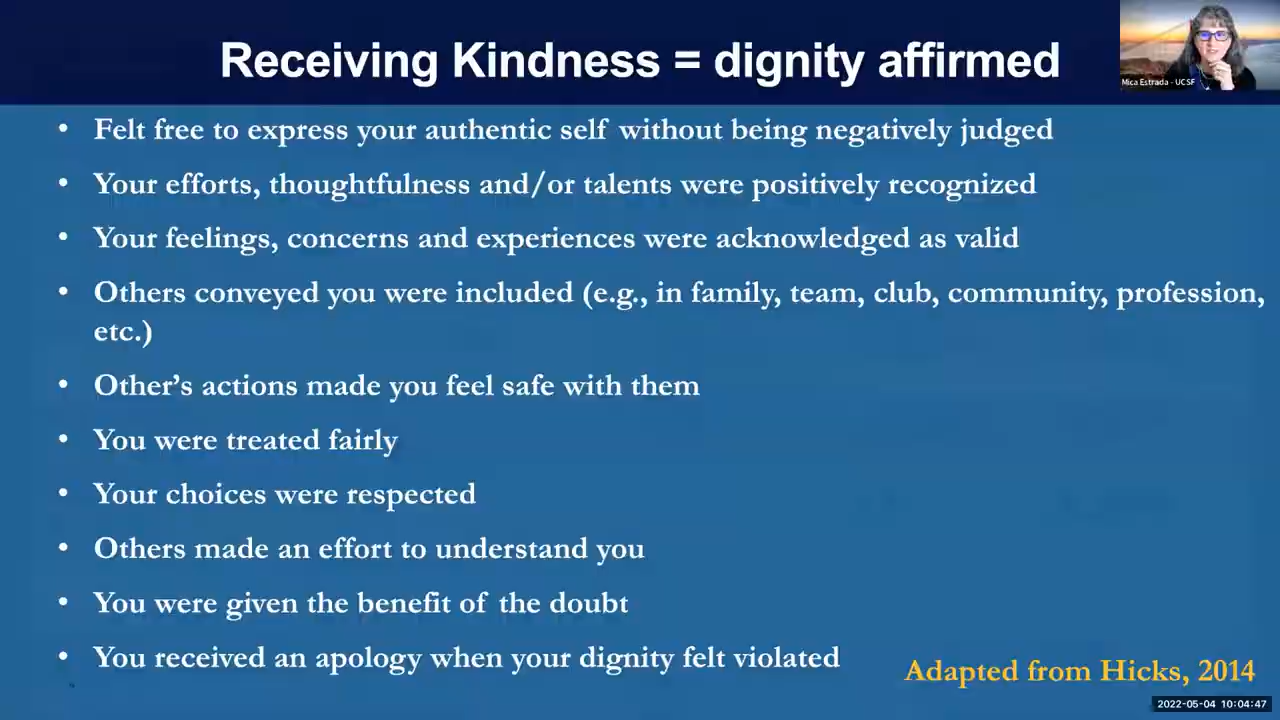 Receiving Kindness = dignity affirmed
Mica Estrada - UCSF
• Felt free to express your authentic self without being negatively judged
• Your efforts, thoughtfulness and/or talents were positively recognized
• Your feelings, concerns and experiences were acknowledged as valid
• Others conveyed you were included (e.g., in family, team, club, community, profession,
etc.)
• Other’s actions made you feel safe with them
• You were treated fairly
• Your choices were respected
• Others made an effort to understand you
• You were given the benefit of the doubt
• You received an apology when your dignity felt violated
Adapted from Hicks, 2014
2022-05-04 10:04:47